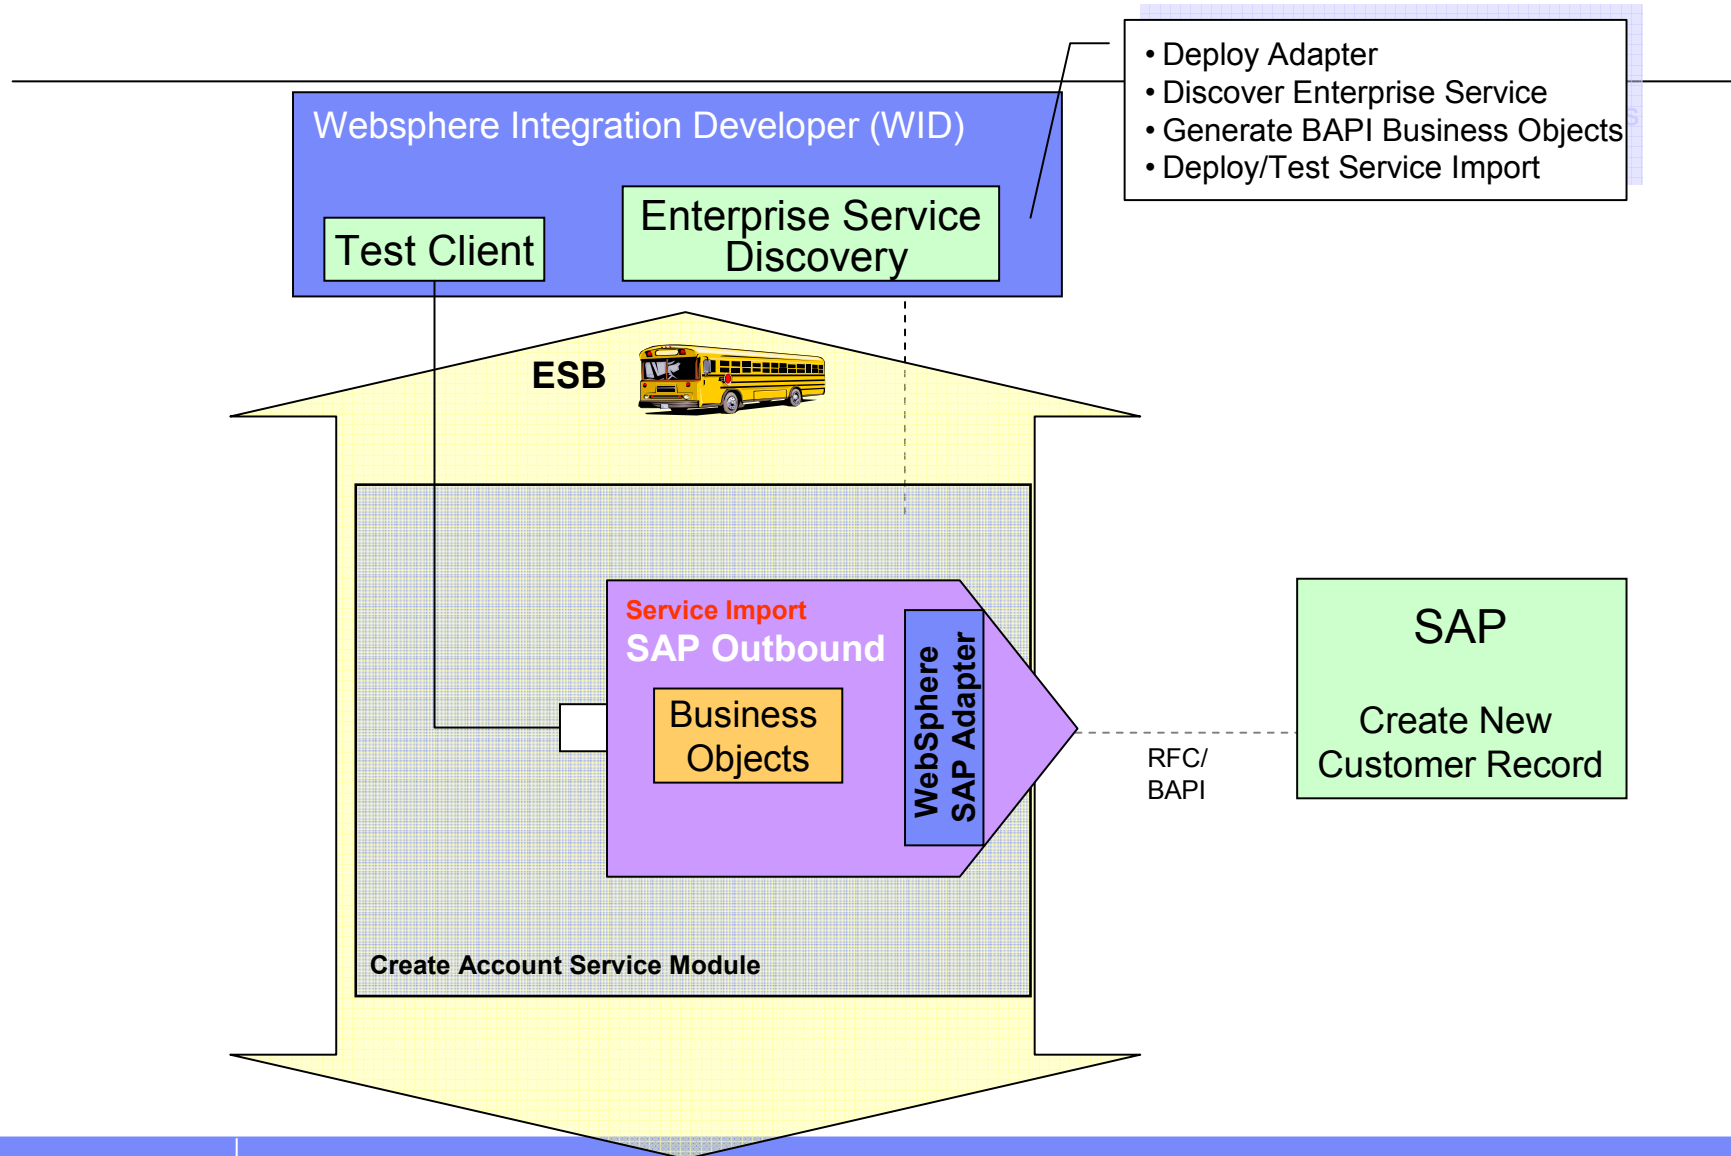 • Deploy Adapter
• Discover Enterprise Service
• Generate BAPI Business Objects
• Deploy/Test Service Import
Websphere Integration Developer (WID)
Test Client
Enterprise Service
Discovery
ESB
Service Import
SAP Outbound
Business
Objects
WebSphere
SAP Adapter
Create Account Service Module
RFC/
BAPI
SAP
Create New
Customer Record